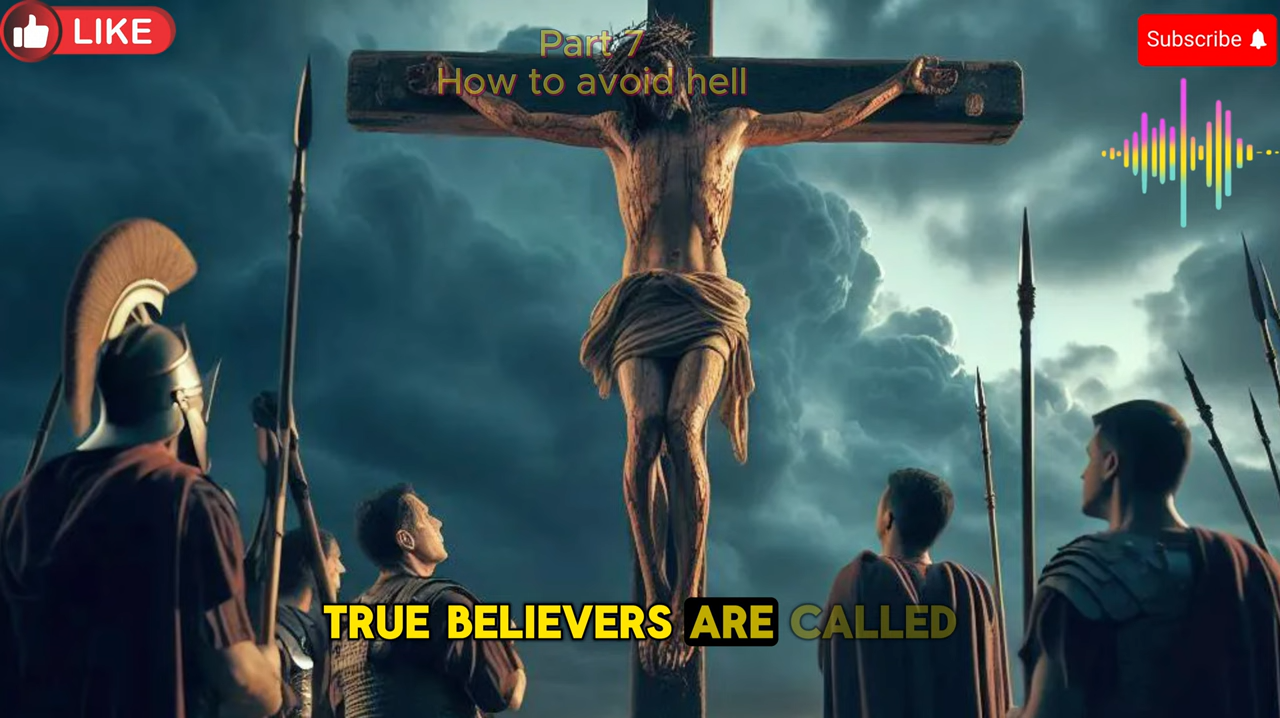 LIKE
Subscribe
Part 7
How to avoid hell
TRUE BELIEVERS ARE CALLED